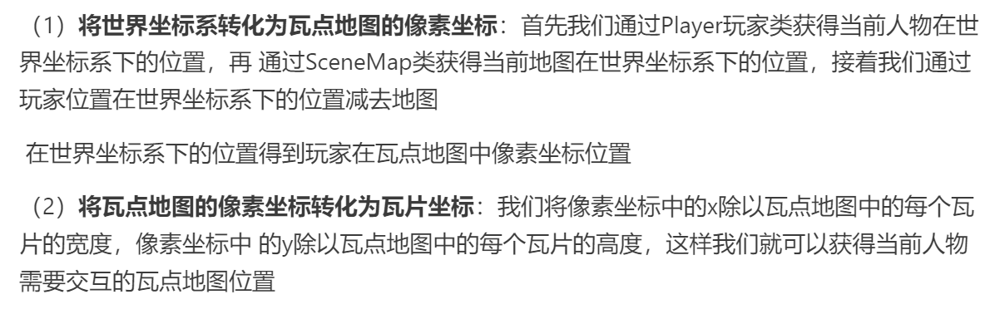 （1）将世界坐标系转化为瓦点地图的像素坐标：首先我们通过Player玩家类获得当前人物在世
界坐标系下的位置，再 通过SceneMap类获得当前地图在世界坐标系下的位置，接着我们通过
玩家位置在世界坐标系下的位置减去地图
在世界坐标系下的位置得到玩家在瓦点地图中像素坐标位置
（2）将瓦点地图的像素坐标转化为瓦片坐标：我们将像素坐标中的x除以瓦点地图中的每个瓦
片的宽度，像素坐标中 的y除以瓦点地图中的每个瓦片的高度，这样我们就可以获得当前人物
需要交互的瓦点地图位置